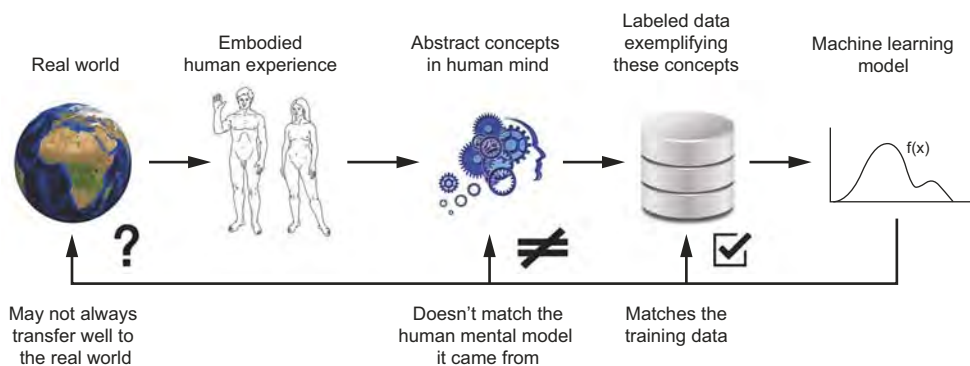 Real world
Embodied
human experience
Abstract concepts
in human mind
Labeled data
exemplifying
these concepts
Machine learning
model
f(x)
?
≠
May not always
transfer well to
the real world
Doesn’t match the
human mental model
it came from
Matches the
training data